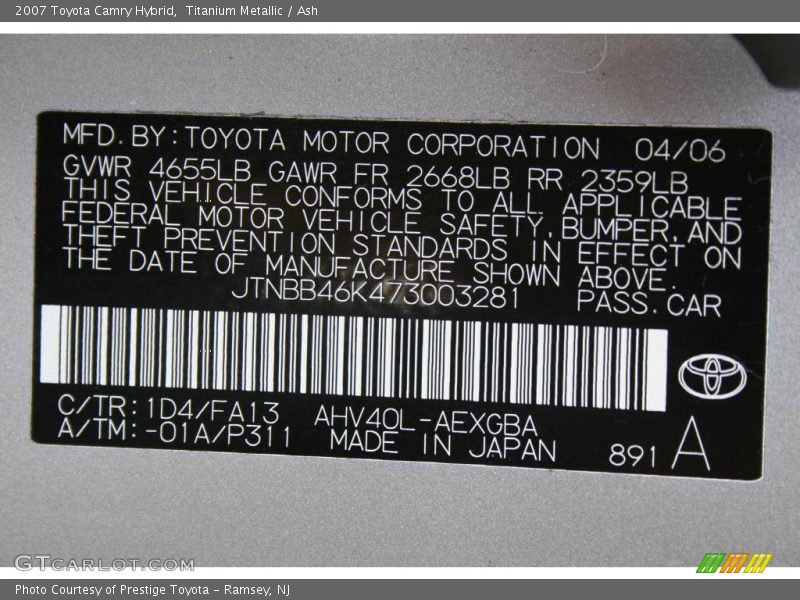 2007 Toyota Camry Hybrid, Titanium Metallic / Ash
MFD. BY: TOYOTA MOTOR CORPORATION 04/06
GVWR 4655LB GAWR FR 2668LB RR 2359LB
THIS VEHICLE CONFORMS TO ALL APPLICABLE
FEDERAL MOTOR VEHICLE SAFETY, BUMPER, AND
THEFT PREVENTION STANDARDS IN EFFECT ON
THE DATE OF MANUFACTURE SHOWN ABOVE.
JTNBB46K473003281 PASS. CAR
C/TR: 1D4/FA13 AHV40L-AEXGBA
A/TM: -01A/P311 MADE IN JAPAN 891 A
GTcarlot.com
Photo Courtesy of Prestige Toyota - Ramsey, NJ